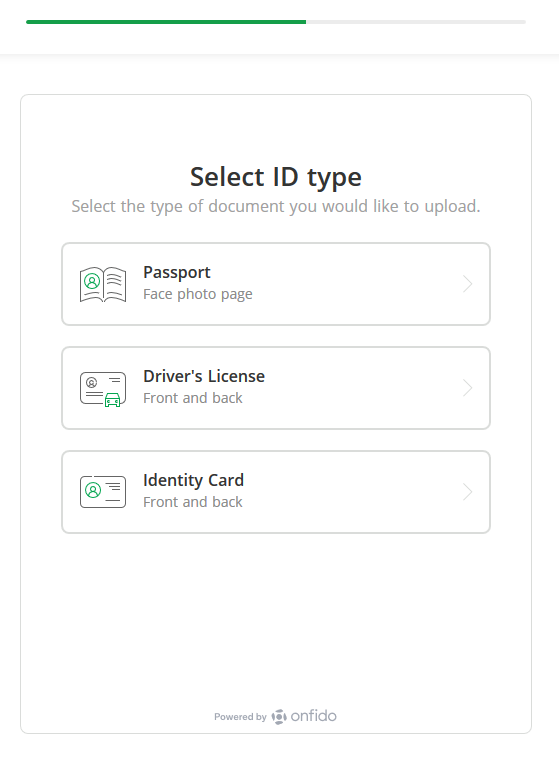 Select ID type
Select the type of document you would like to upload.
Passport
Face photo page
Driver's License
Front and back
Identity Card
Front and back
Powered by onfido